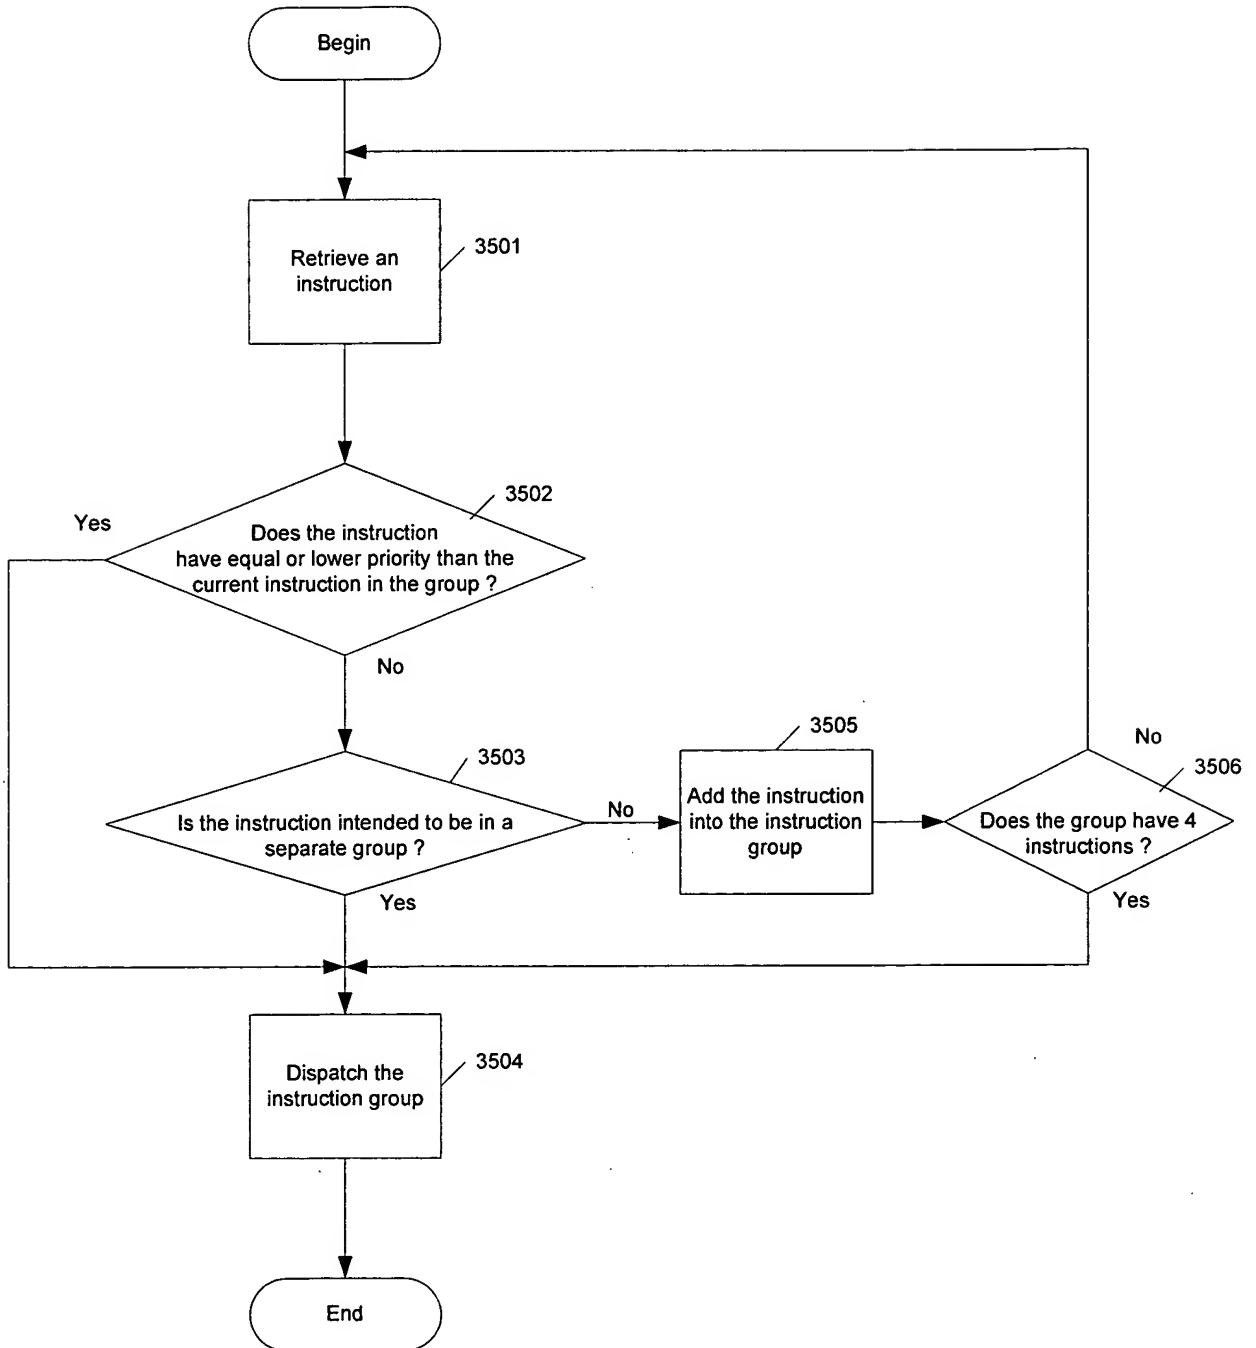 Begin
Retrieve an
instruction
3501
3502
Yes
Does the instruction
have equal or lower priority than the
current instruction in the group ?
No
3503
Is the instruction intended to be in a
separate group ?
No
Yes
3505
Add the instruction
into the instruction
group
No
3506
Does the group have 4
instructions ?
Yes
3504
Dispatch the
instruction group
End